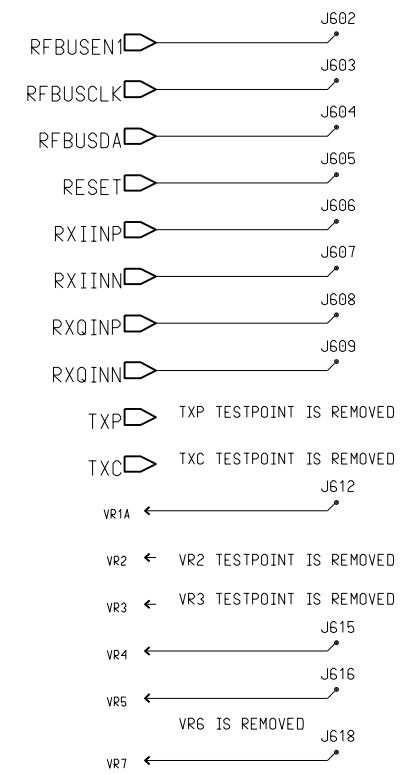 J602
RFBUSEN1
J603
RFBUSCLK
J604
RFBUSDA
J605
RESET
J606
RXIINP
J607
RXIINN
J608
RXQINP
J609
RXQINN
TXP TXP TESTPOINT IS REMOVED
TXC TXC TESTPOINT IS REMOVED
J612
VR1A
VR2 VR2 TESTPOINT IS REMOVED
VR3 VR3 TESTPOINT IS REMOVED
J615
VR4
J616
VR5
VR6 IS REMOVED
J618
VR7